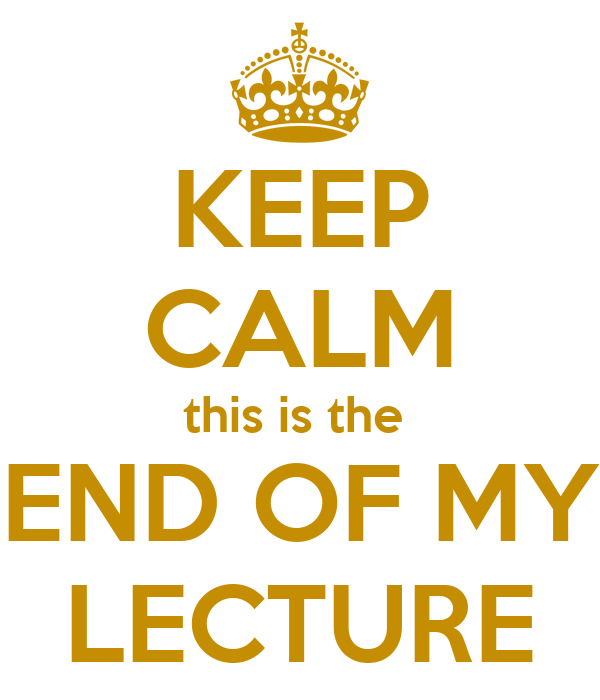 KEEP
CALM
this is the
END OF MY
LECTURE